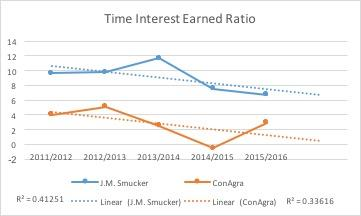 Time Interest Earned Ratio
14
12
10
8
6
4
2
0
-2
2011/2012 2012/2013 2013/2014 2014/2015 2015/2016
J.M. Smucker ConAgra
R² = 0.41251 Linear (J.M. Smucker) Linear (ConAgra) R² = 0.33616